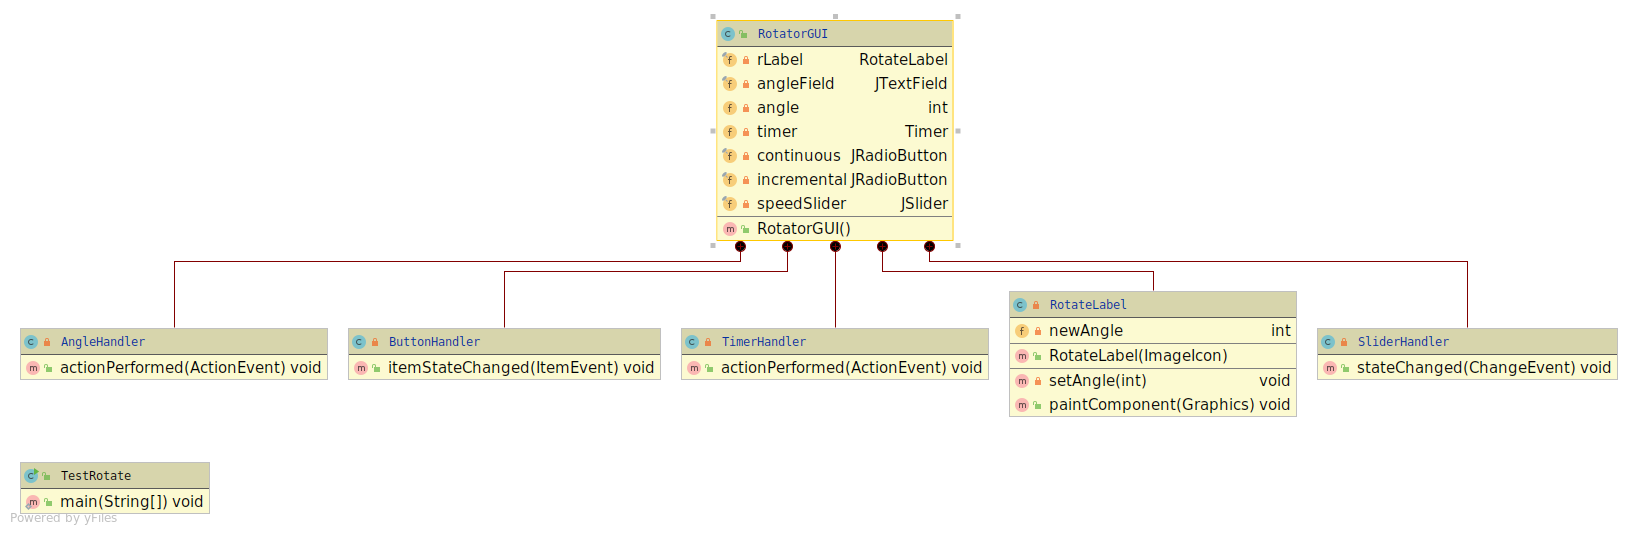 RotatorGUI
rLabel RotateLabel
angleField JTextField
angle int
timer Timer
continuous JRadioButton
incremental JRadioButton
speedSlider JSlider
RotatorGUI()
AngleHandler
actionPerformed(ActionEvent) void
ButtonHandler
itemStateChanged(ItemEvent) void
TimerHandler
actionPerformed(ActionEvent) void
RotateLabel
newAngle int
RotateLabel(ImageIcon)
setAngle(int) void
paintComponent(Graphics) void
SliderHandler
stateChanged(ChangeEvent) void
TestRotate
main(String[]) void
Powered by yFiles